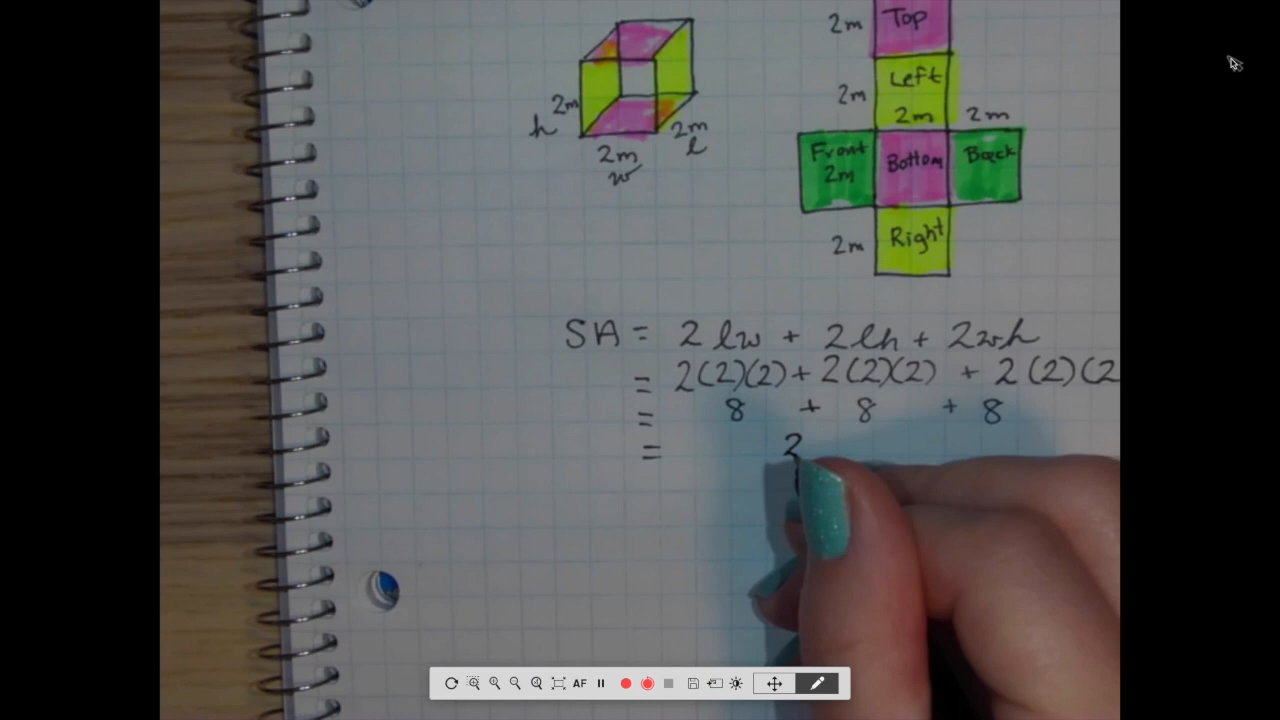 2m Top
2m Left
2m
2m
Front
2m
Bottom
Back
2m Right
2m
h
2m
l
2m
w
SA = 2lw + 2lh + 2wh
= 2(2)(2) + 2(2)(2) + 2(2)(2
= 8 + 8 + 8
= 2
AF